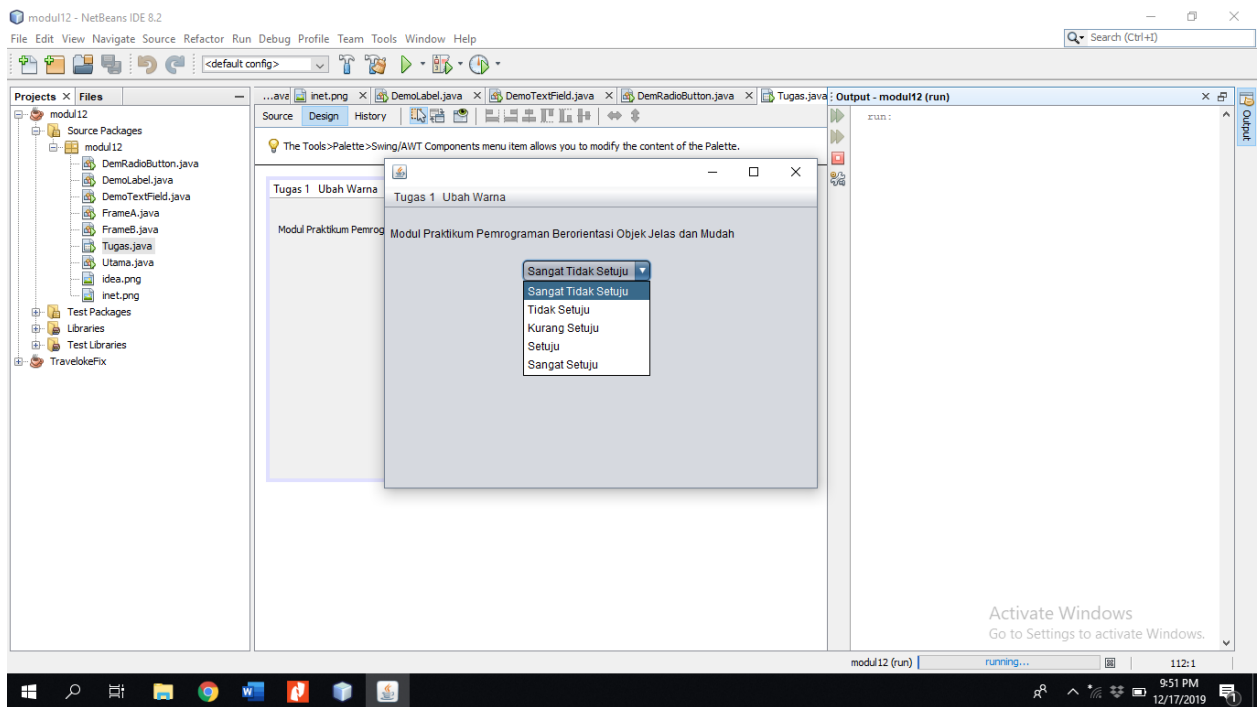 modul12 - NetBeans IDE 8.2
File Edit View Navigate Source Refactor Run Debug Profile Team Tools Window Help
Search (Ctrl+I)
<default config>
Projects
Files
modul12
Source Packages
modul12
DemRadioButton.java
DemoLabel.java
DemoTextField.java
FrameA.java
FrameB.java
Tugas.java
Utama.java
idea.png
inet.png
Test Packages
Libraries
Test Libraries
TravelokeFix
...ava inet.png DemoLabel.java DemoTextField.java DemRadioButton.java Tugas.java
Source Design History
The Tools>Palette>Swing/AWT Components menu item allows you to modify the content of the Palette.
Tugas 1 Ubah Warna
Modul Praktikum Pemrog
Tugas 1 Ubah Warna
Modul Praktikum Pemrograman Berorientasi Objek Jelas dan Mudah
Sangat Tidak Setuju
Sangat Tidak Setuju
Tidak Setuju
Kurang Setuju
Setuju
Sangat Setuju
Output - modul12 (run)
run:
Output
Activate Windows
Go to Settings to activate Windows.
modul12 (run) running... 112:1
9:51 PM
12/17/2019